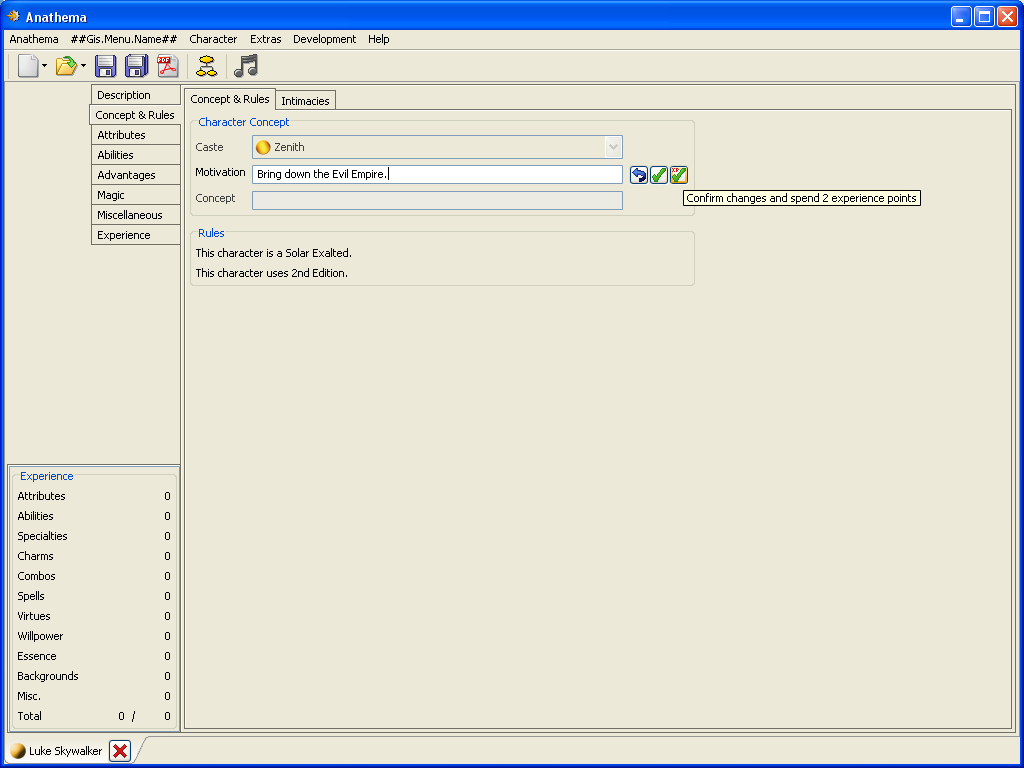 Anathema
Anathema ##Gis.Menu.Name## Character Extras Development Help
PDF
Description
Concept & Rules
Attributes
Abilities
Advantages
Magic
Miscellaneous
Experience
Concept & Rules Intimacies
Character Concept
Caste Zenith
Motivation Bring down the Evil Empire.
XP
Concept
Confirm changes and spend 2 experience points
Rules
This character is a Solar Exalted.
This character uses 2nd Edition.
Experience
Attributes 0
Abilities 0
Specialties 0
Charms 0
Combos 0
Spells 0
Virtues 0
Willpower 0
Essence 0
Backgrounds 0
Misc. 0
Total 0 / 0
Luke Skywalker